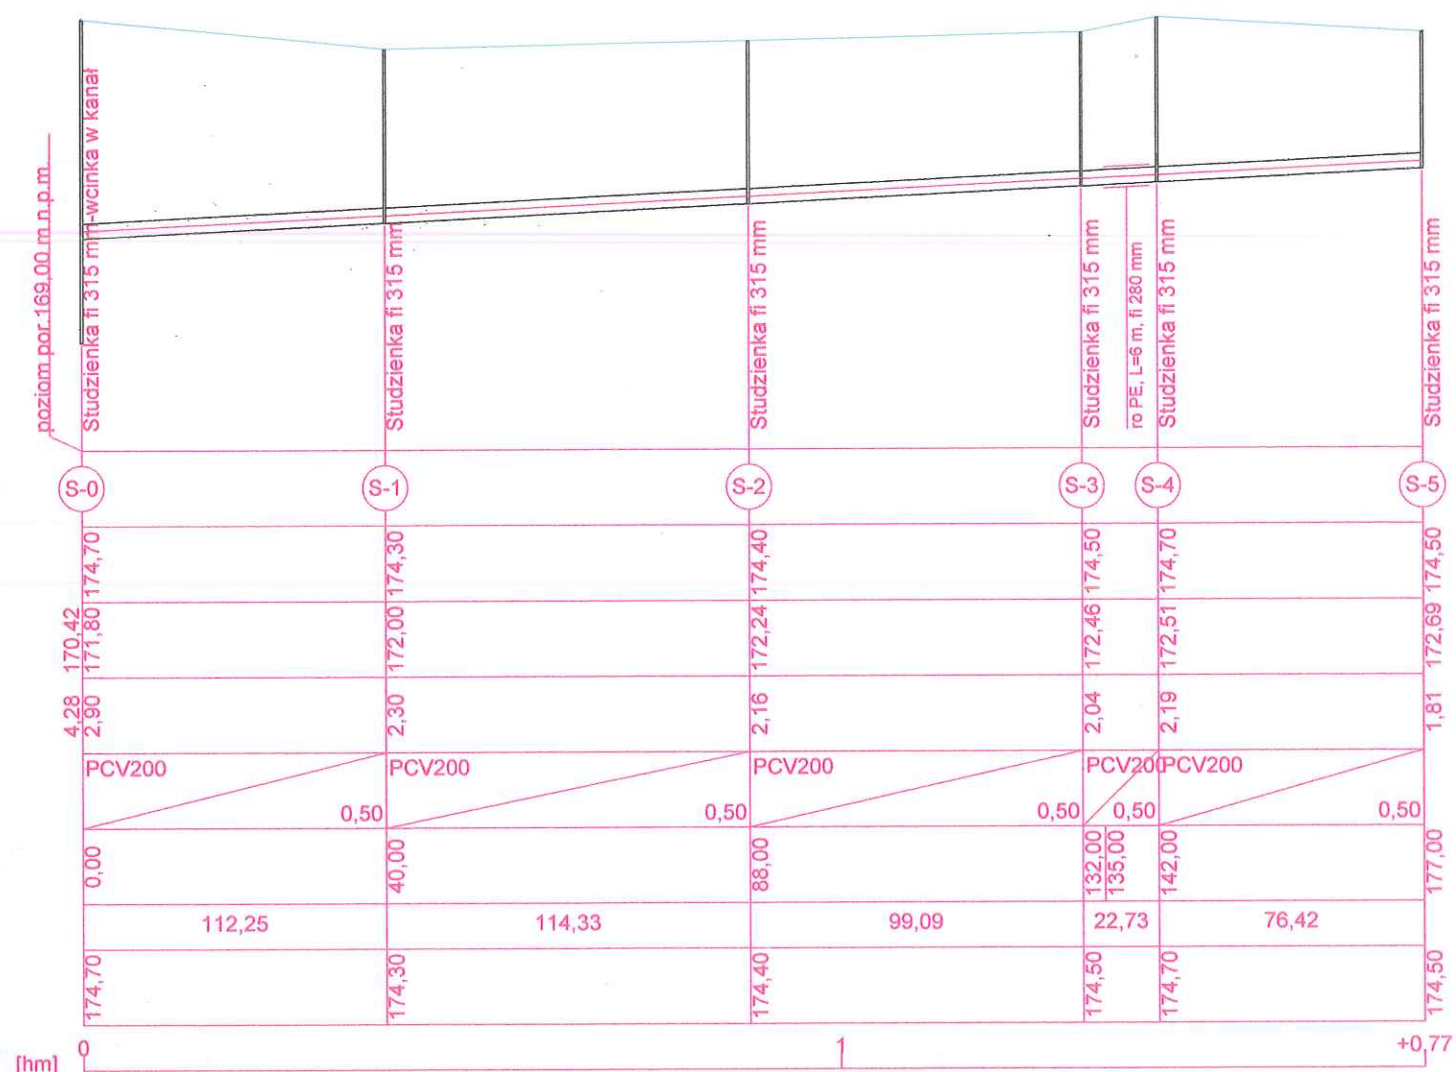 poziom por.169,00 m n.p.m.
Studzienka fi 315 mm-wcinka w kanał
Studzienka fi 315 mm
Studzienka fi 315 mm
Studzienka fi 315 mm
ro PE, L=6 m, fi 280 mm
Studzienka fi 315 mm
Studzienka fi 315 mm
S-0 S-1 S-2 S-3 S-4 S-5
174,70 174,30 174,40 174,50 174,70 174,50
170,42 171,80 172,00 172,24 172,46 172,51 172,69
4,28 2,90 2,30 2,16 2,04 2,19 1,81
PCV200 PCV200 PCV200 PCV200 PCV200
0,50 0,50 0,50 0,50 0,50
0,00 40,00 88,00 132,00 135,00 142,00 177,00
112,25 114,33 99,09 22,73 76,42
174,70 174,30 174,40 174,50 174,70 174,50
[hm] 0 1 +0,77